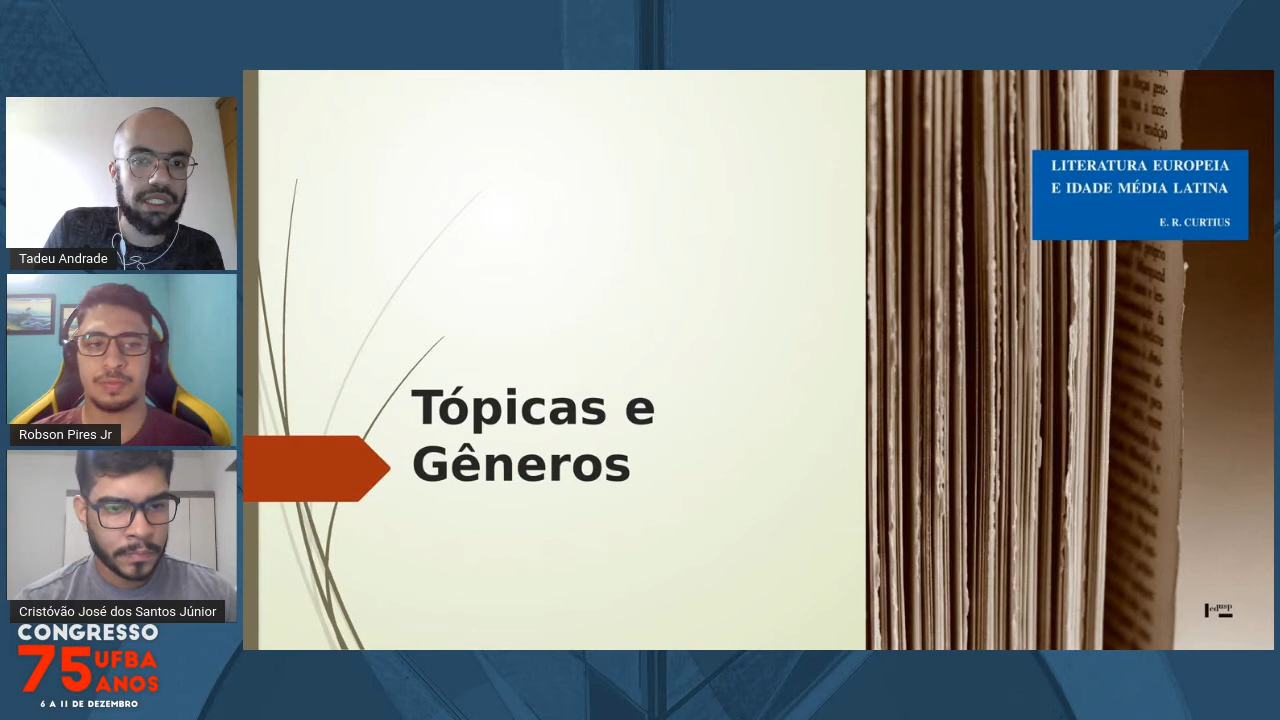 Tadeu Andrade
Robson Pires Jr
Cristóvão José dos Santos Júnior
CONGRESSO
75 UFBA
ANOS
6 A 11 DE DEZEMBRO
Tópicas e
Gêneros
LITERATURA EUROPEIA
E IDADE MÉDIA LATINA
E. R. CURTIUS
edusp